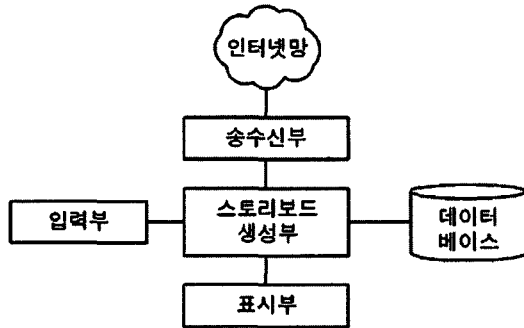 인터넷망
송수신부
입력부
스토리보드
생성부
데이터
베이스
표시부